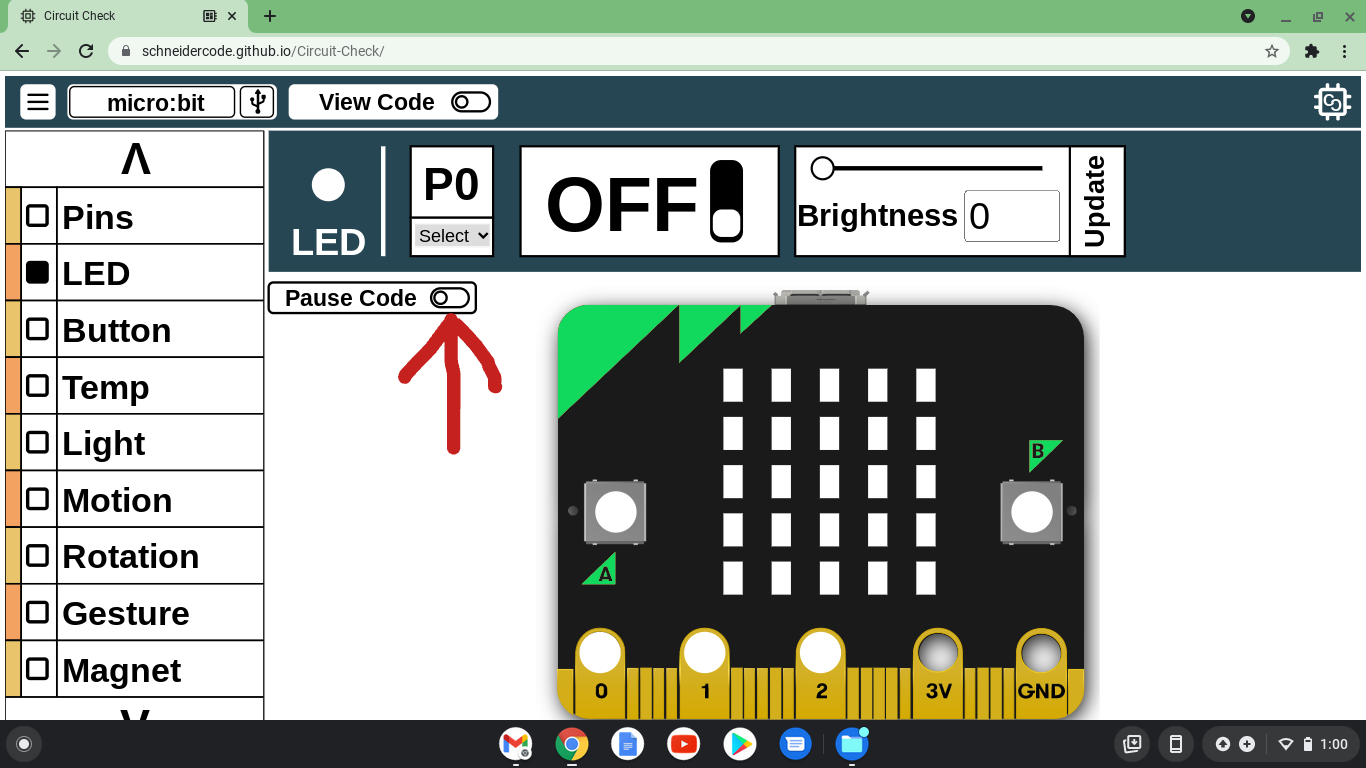 Circuit Check
schneidercode.github.io/Circuit-Check/
micro:bit
View Code
Λ
Pins
LED
Button
Temp
Light
Motion
Rotation
Gesture
Magnet
LED
P0
Select
OFF
Brightness 0
Update
Pause Code
B
A
0 1 2 3V GND
1:00